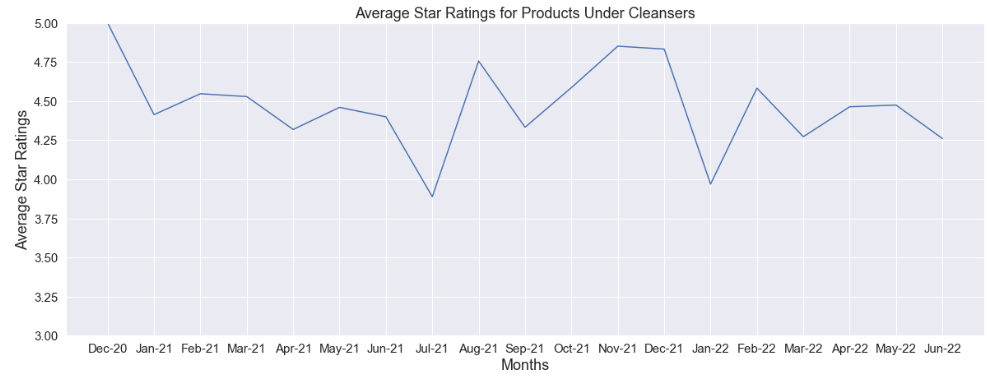 Average Star Ratings for Products Under Cleansers
5.00
4.75
4.50
4.25
4.00
3.75
3.50
3.25
3.00
Average Star Ratings
Dec-20 Jan-21 Feb-21 Mar-21 Apr-21 May-21 Jun-21 Jul-21 Aug-21 Sep-21 Oct-21 Nov-21 Dec-21 Jan-22 Feb-22 Mar-22 Apr-22 May-22 Jun-22
Months